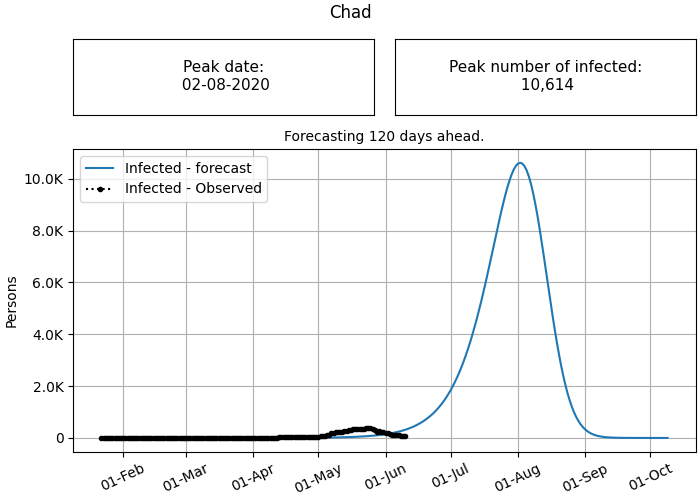 Chad
Peak date:
02-08-2020
Peak number of infected:
10,614
Forecasting 120 days ahead.
Infected - forecast
Infected - Observed
10.0K
8.0K
6.0K
4.0K
2.0K
0
Persons
01-Feb
01-Mar
01-Apr
01-May
01-Jun
01-Jul
01-Aug
01-Sep
01-Oct